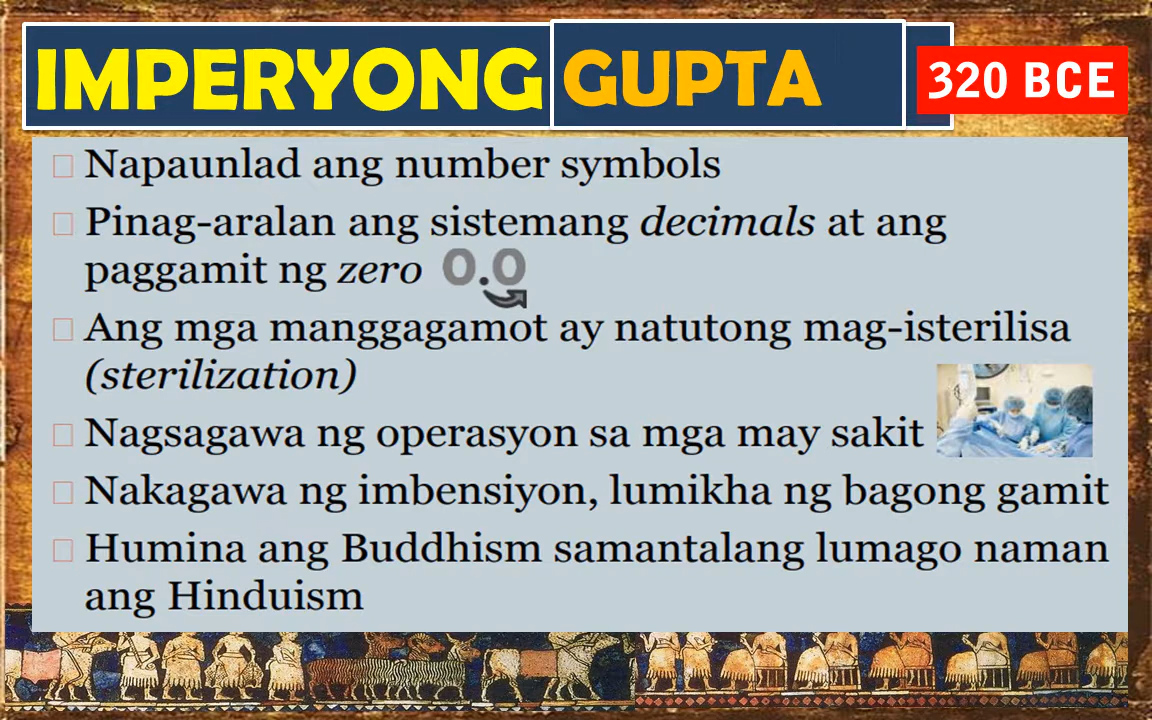 IMPERYONG GUPTA
320 BCE
Napaunlad ang number symbols
Pinag-aralan ang sistemang decimals at ang
paggamit ng zero 0.0
Ang mga manggagamot ay natutong mag-isterilisa
(sterilization)
Nagsagawa ng operasyon sa mga may sakit
Nakagawa ng imbensiyon, lumikha ng bagong gamit
Humina ang Buddhism samantalang lumago naman
ang Hinduism